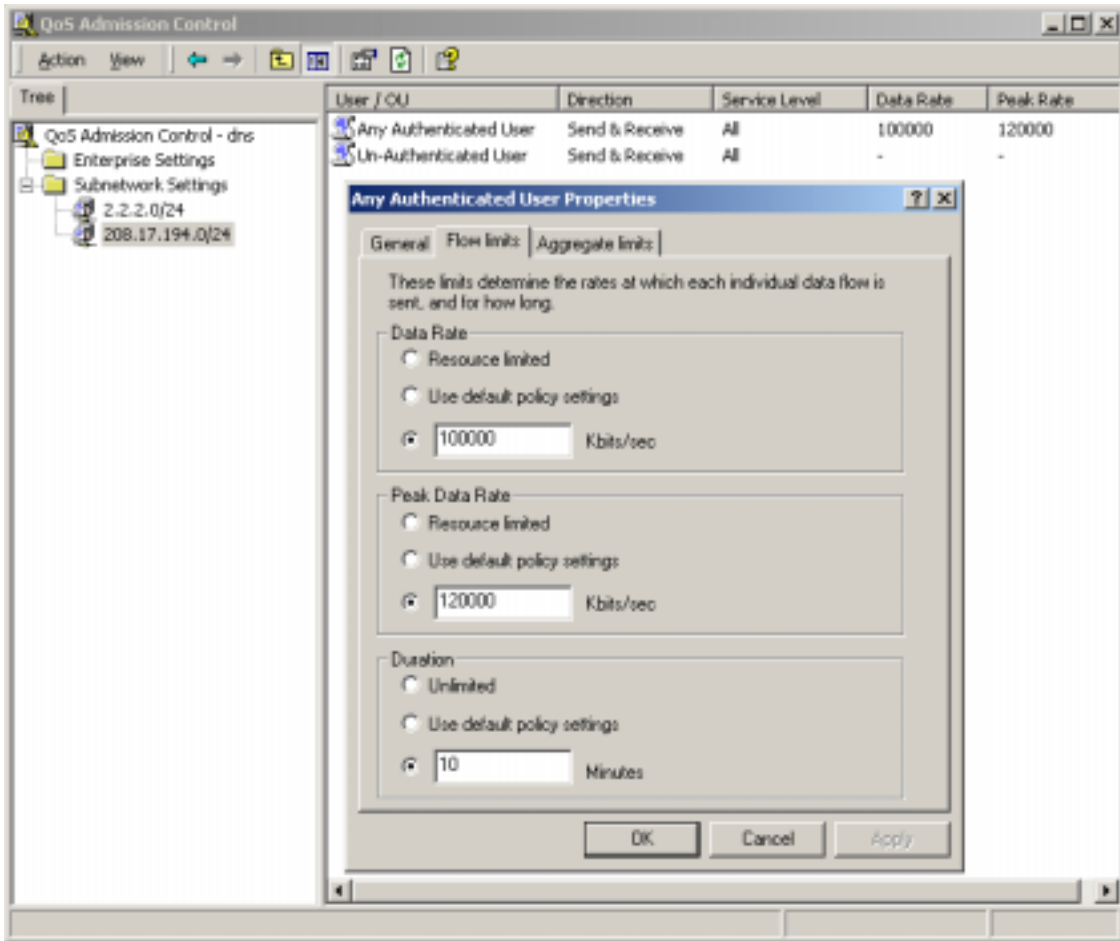 QoS Admission Control
Action View
Tree
QoS Admission Control - dns
Enterprise Settings
Subnetwork Settings
2.2.2.0/24
208.17.194.0/24
User / OU Direction Service Level Data Rate Peak Rate
Any Authenticated User Send & Receive All 100000 120000
Un-Authenticated User Send & Receive All - -
Any Authenticated User Properties
General Flow limits Aggregate limits
These limits determine the rates at which each individual data flow is
sent, and for how long.
Data Rate
Resource limited
Use default policy settings
100000 Kbits/sec
Peak Data Rate
Resource limited
Use default policy settings
120000 Kbits/sec
Duration
Unlimited
Use default policy settings
10 Minutes
OK Cancel Apply